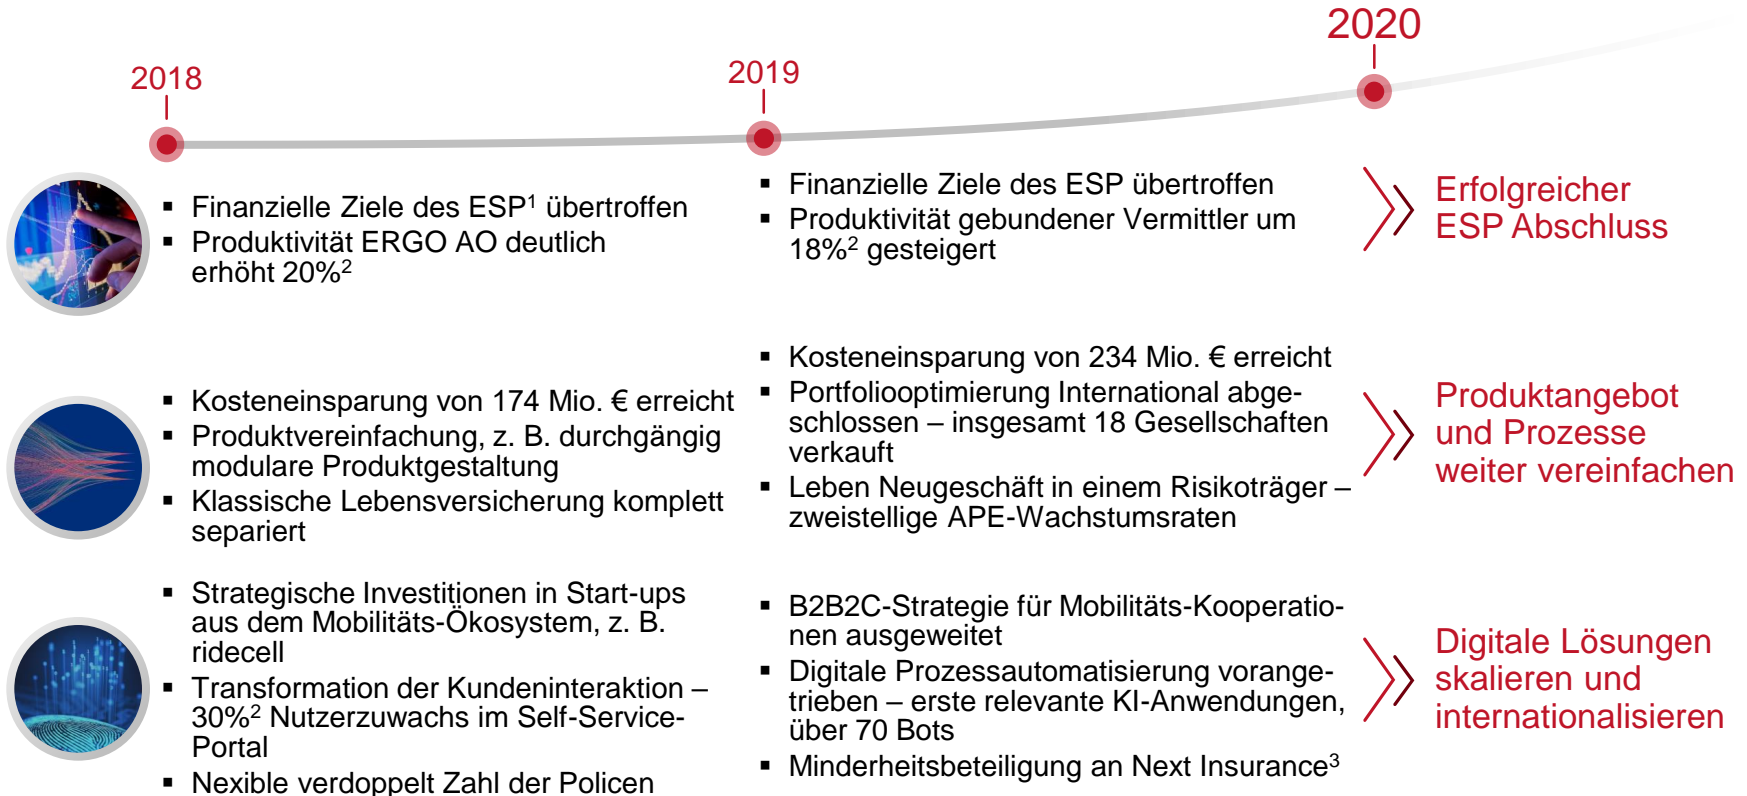 2018
2019
2020
▪ Finanzielle Ziele des ESP¹ übertroffen
▪ Produktivität ERGO AO deutlich
erhöht 20%²
▪ Finanzielle Ziele des ESP übertroffen
▪ Produktivität gebundener Vermittler um
18%² gesteigert
Erfolgreicher
ESP Abschluss
▪ Kosteneinsparung von 174 Mio. € erreicht
▪ Produktvereinfachung, z. B. durchgängig
modulare Produktgestaltung
▪ Klassische Lebensversicherung komplett
separiert
▪ Kosteneinsparung von 234 Mio. € erreicht
▪ Portfoliooptimierung International abge-
schlossen – insgesamt 18 Gesellschaften
verkauft
▪ Leben Neugeschäft in einem Risikoträger –
zweistellige APE-Wachstumsraten
Produktangebot
und Prozesse
weiter vereinfachen
▪ Strategische Investitionen in Start-ups
aus dem Mobilitäts-Ökosystem, z. B.
ridecell
▪ Transformation der Kundeninteraktion –
30%² Nutzerzuwachs im Self-Service-
Portal
▪ Nexible verdoppelt Zahl der Policen
▪ B2B2C-Strategie für Mobilitäts-Kooperatio-
nen ausgeweitet
▪ Digitale Prozessautomatisierung vorange-
trieben – erste relevante KI-Anwendungen,
über 70 Bots
▪ Minderheitsbeteiligung an Next Insurance³
Digitale Lösungen
skalieren und
internationalisieren